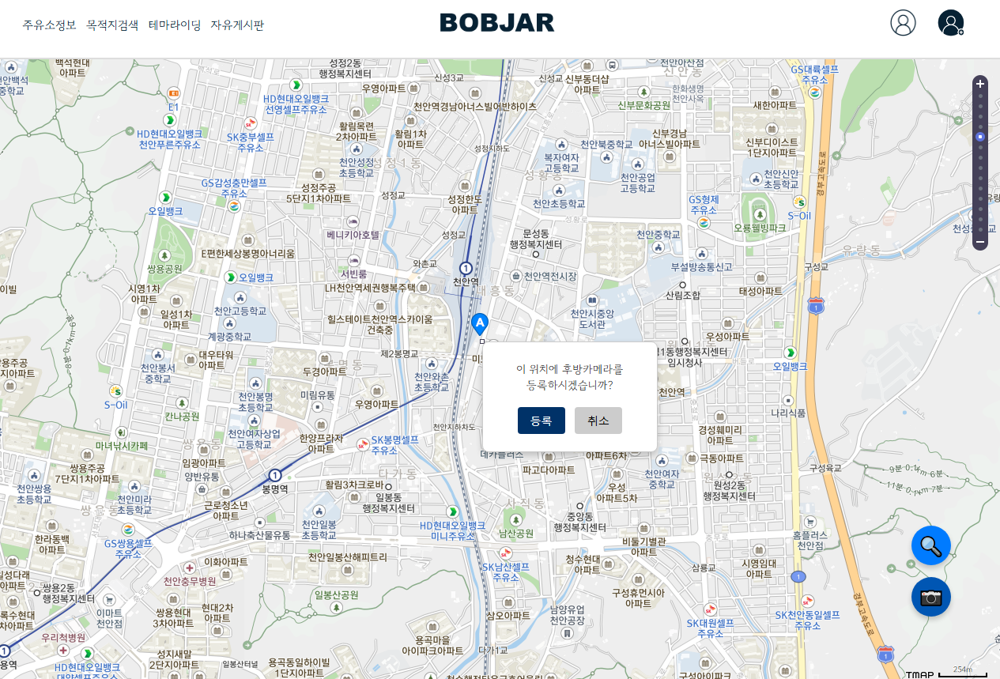 주유소정보 목적지검색 테마라이딩 자유게시판
BOBJAR
백석현대
아파트
성정2동
행정복지센터
우영아파트
신성3교
신성교
신부동더샵
아파트
천안아산점
신안동
GS대륙셀프
주유소
천안백석
중학교
E1
HD현대오일뱅크
선영셀프주유소
천안역경남아너스빌어반하이츠
신부문화공원
한화생명
천안사옥
새한아파트
HD현대오일뱅크
천안푸른주유소
SK중부셀프
주유소
활림목련
2차아파트
활림1차
아파트
성정지하도
천안북중학교
신부경남
아너스빌아파트
신부디이스트
1단지아파트
천안성정
초등학교
성정1동
복자여자
고등학교
성황동
천안공업
고등학교
천안신안
초등학교
경부고속도로
GS감성충만셀프
주유소
성정주공
5단지1차아파트
성정교
성정한도
아파트
천안초등학교
GS형제
주유소
S-Oil
오일뱅크
베니키아호텔
성정교
문성동
행정복지센터
성황로
천안중학교
오룡웰빙파크
E편한세상봉명아너리움
와촌교
유량동
쌍용공원
서빈룸
1
천안역
천안역전시장
부설방송통신고
구성교
오일뱅크
LH천안역세권행복주택
대흥동
산림조합
태성아파트
시영1차
아파트
일성1차
아파트
천안고등학교
계광중학교
힐스테이트천안역스카이움
건축중
천안시중앙
도서관
1
A
우성아파트
대우타워
아파트
제2봉명교
이 위치에 후방카메라를
등록하시겠습니까?
등록 취소
1동행정복지센터
임시청사
오일뱅크
천안봉서
중학교
두경아파트
천안와촌
초등학교
천안역
S-Oil
천안봉명
초등학교
미림유통
우영아파트
나리식품
칸나공원
천안여자상업
고등학교
한양프라자
아파트
SK봉명셀프
주유소
천안지하차도
경성훼미리
아파트
마녀낚시카페
쌍용동
임광아파트
데카플러스
아파트6차
극동아파트
구성육교
쌍용주공
7단지1차아파트
양반유통
1
봉명역
다가동
파고다아파트
천안여자
중학교
원성2동
행정복지센터
천안쌍용
초등학교
천안미라
초등학교
근로청소년
아파트
활림3차크로바
일봉동
행정복지센터
사직동
우성
아파트5차
한라동백
아파트
GS쌍용셀프
주유소
하나축산물유통
천안일봉
초등학교
HD현대오일뱅크
미니주유소
남산공원
중앙동
행정복지센터
충무로
홈플러스
천안점
이화아파트
천안일봉산해피트리
SK남산셀프
주유소
청수현대
아파트
비둘기별관
아파트
삼룡교
시영임대
아파트
1
천안충무병원
쌍용2동
행정복지센터
일봉산공원
구성휴먼시아
아파트
이마트
천안점
쌍용현대
3차아파트
현대2차
아파트
삼오아파트
남양유업
천안공장
SK대원셀프
주유소
SK천안동일셀프
주유소
경부고속도로
우리적병원
용곡마을
아이파크아파트
다가1교
1
HD현대오일뱅크
성지새말
2단지아파트
일봉산터널
용곡동일하이빌
1단지아파트
구성아파트
TMAP
254m